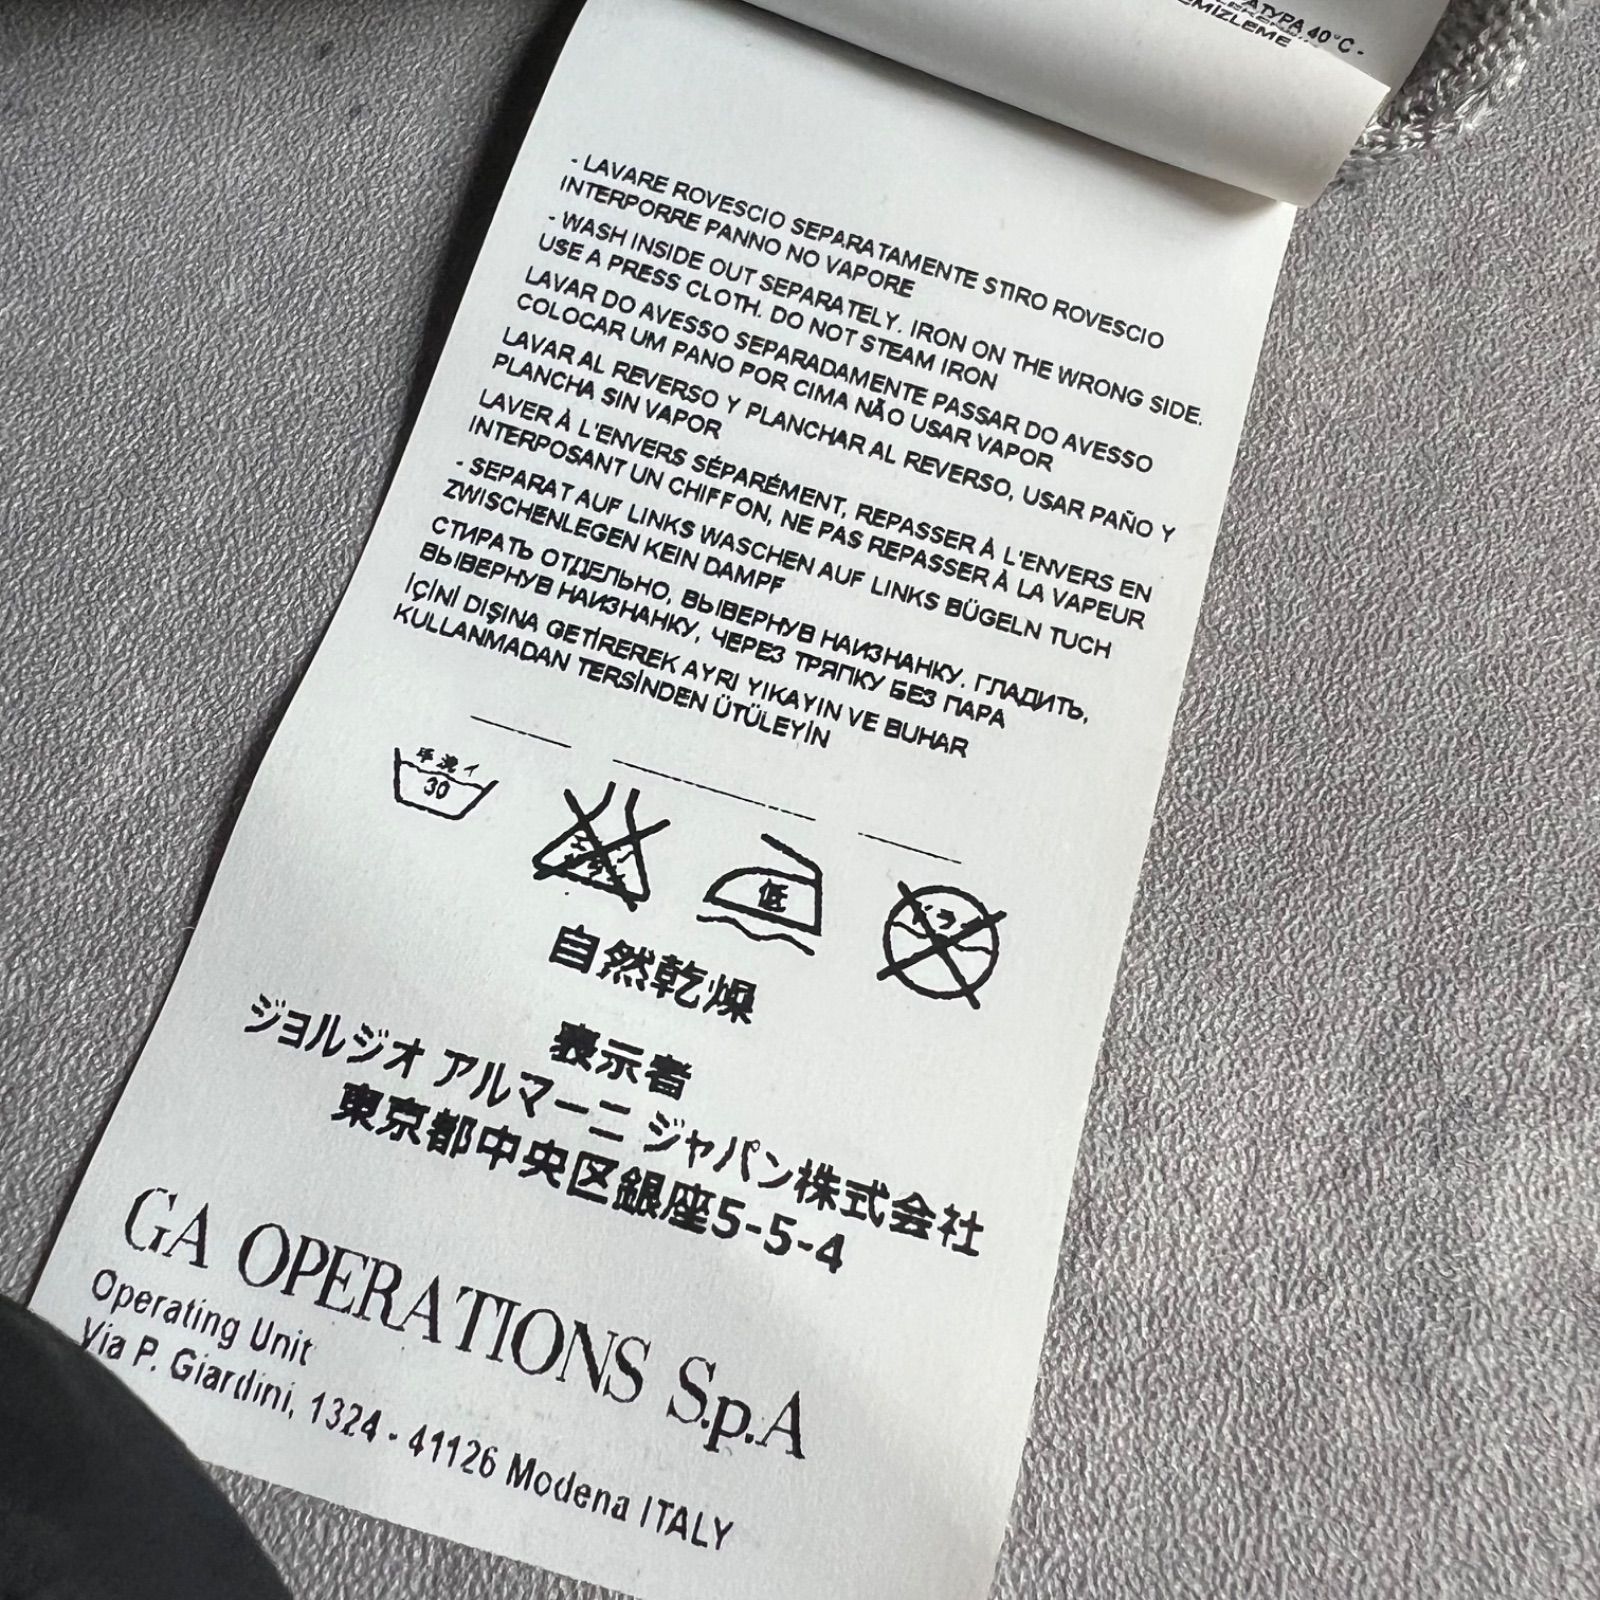 40°C -
- LAVARE ROVESCIO SEPARATAMENTE STIRO ROVESCIO
INTERPORRE PANNO NO VAPORE
- WASH INSIDE OUT SEPARATELY. IRON ON THE WRONG SIDE.
USE A PRESS CLOTH. DO NOT STEAM IRON
LAVAR DO AVESSO SEPARADAMENTE PASSAR DO AVESSO
COLOCAR UM PANO POR CIMA NÃO USAR VAPOR
LAVAR AL REVERSO Y PLANCHAR AL REVERSO, USAR PAÑO Y
PLANCHA SIN VAPOR
LAVER À L'ENVERS SÉPARÉMENT, REPASSER À L'ENVERS EN
INTERPOSANT UN CHIFFON, NE PAS REPASSER À LA VAPEUR
- SEPARAT AUF LINKS WASCHEN AUF LINKS BÜGELN TUCH
ZWISCHENLEGEN KEIN DAMPF
СТИРАТЬ ОТДЕЛЬНО, ВЫВЕРНУВ НАИЗНАНКУ. ГЛАДИТЬ,
ВЫВЕРНУВ НАИЗНАНКУ, ЧЕРЕЗ ТРЯПКУ БЕЗ ПАРА
İÇİNİ DIŞINA GETİREREK AYRI YIKAYIN VE BUHAR
KULLANMADAN TERSİNDEN ÜTÜLEYİN
手洗イ
30
低
自然乾燥
表示者
ジョルジオ アルマーニ ジャパン株式会社
東京都中央区銀座5-5-4
GA OPERATIONS S.p.A
Operating Unit
Via P. Giardini, 1324 - 41126 Modena ITALY